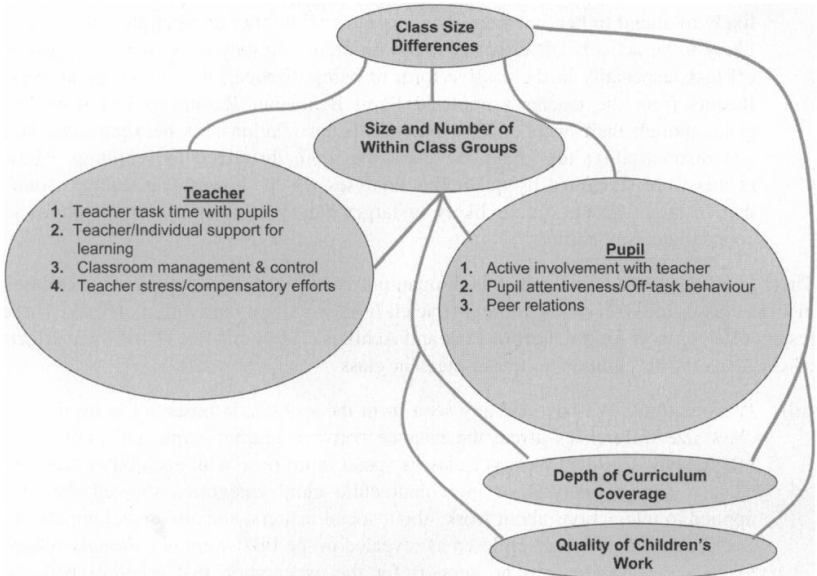 Class Size
Differences
Size and Number of
Within Class Groups
Teacher
1. Teacher task time with pupils
2. Teacher/Individual support for
learning
3. Classroom management & control
4. Teacher stress/compensatory efforts
Pupil
1. Active involvement with teacher
2. Pupil attentiveness/Off-task behaviour
3. Peer relations
Depth of Curriculum
Coverage
Quality of Children's
Work